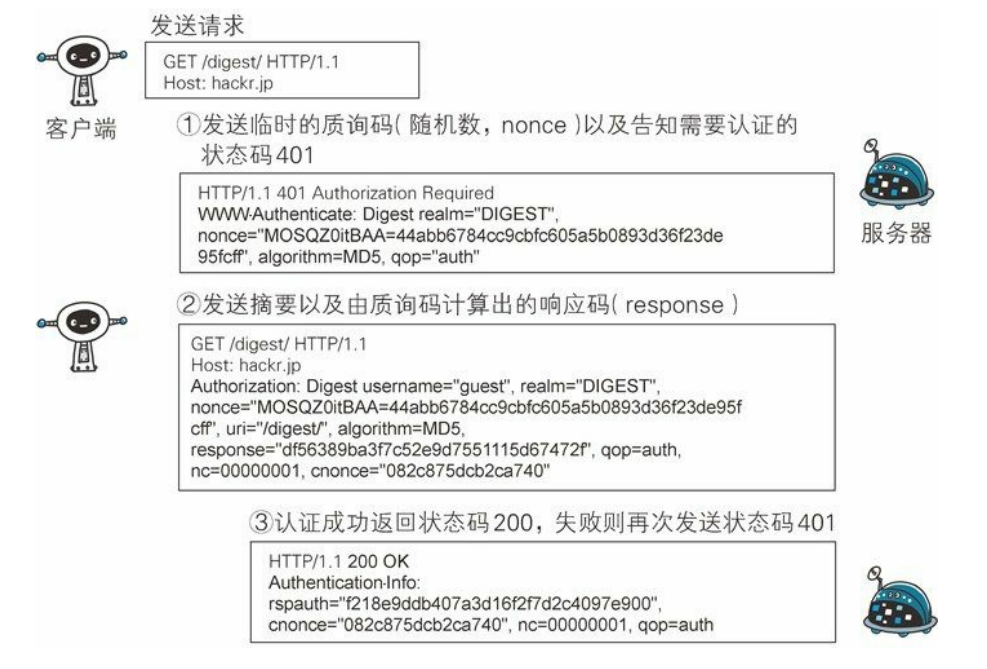 发送请求
GET /digest/ HTTP/1.1
Host: hackr.jp
客户端
①发送临时的质询码(随机数，nonce)以及告知需要认证的
状态码401
HTTP/1.1 401 Authorization Required
WWW-Authenticate: Digest realm="DIGEST",
nonce="MOSQZ0itBAA=44abb6784cc9cbfc605a5b0893d36f23de
95fcff", algorithm=MD5, qop="auth"
服务器
②发送摘要以及由质询码计算出的响应码(response)
GET /digest/ HTTP/1.1
Host: hackr.jp
Authorization: Digest username="guest", realm="DIGEST",
nonce="MOSQZ0itBAA=44abb6784cc9cbfc605a5b0893d36f23de95f
cff", uri="/digest/", algorithm=MD5,
response="df56389ba3f7c52e9d7551115d67472f", qop=auth,
nc=00000001, cnonce="082c875dcb2ca740"
③认证成功返回状态码200，失败则再次发送状态码401
HTTP/1.1 200 OK
Authentication-Info:
rspauth="f218e9ddb407a3d16f2f7d2c4097e900",
cnonce="082c875dcb2ca740", nc=00000001, qop=auth